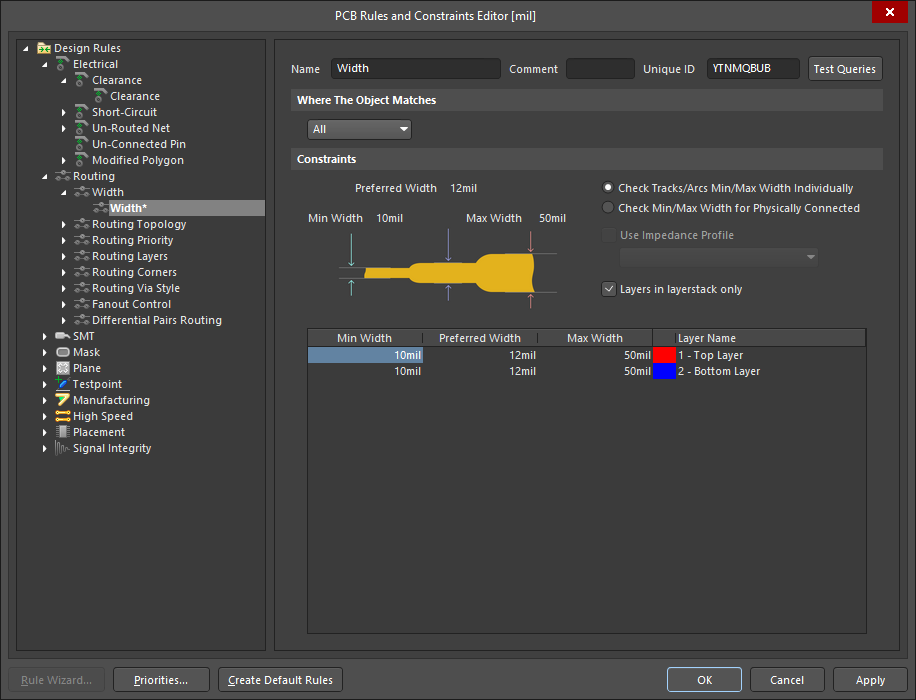 PCB Rules and Constraints Editor [mil]
Design Rules
Electrical
Clearance
Clearance
Short-Circuit
Un-Routed Net
Un-Connected Pin
Modified Polygon
Routing
Width
Width*
Routing Topology
Routing Priority
Routing Layers
Routing Corners
Routing Via Style
Fanout Control
Differential Pairs Routing
SMT
Mask
Plane
Testpoint
Manufacturing
High Speed
Placement
Signal Integrity
Name Width Comment Unique ID YTNMQBUB Test Queries
Where The Object Matches
All
Constraints
Preferred Width 12mil
Min Width 10mil Max Width 50mil
Check Tracks/Arcs Min/Max Width Individually
Check Min/Max Width for Physically Connected
Use Impedance Profile
Layers in layerstack only
Min Width Preferred Width Max Width Layer Name
10mil 12mil 50mil 1 - Top Layer
10mil 12mil 50mil 2 - Bottom Layer
Rule Wizard... Priorities... Create Default Rules OK Cancel Apply